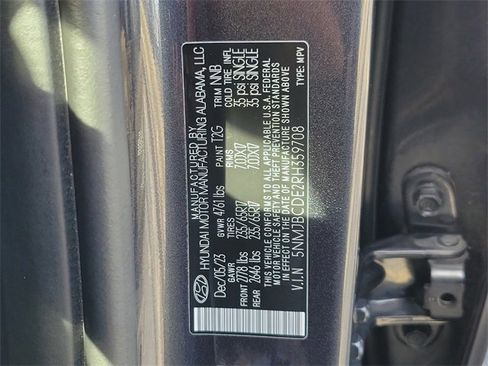 MANUFACTURED BY
HYUNDAI MOTOR MANUFACTURING ALABAMA, LLC
Dec/05/23 GVWR 4761 lbs PAINT T2G TRIM NNB
GAWR TIRES RIMS COLD TIRE INFL
FRONT 2778 lbs 235/65R17 7.0JX17 35 psi SINGLE
REAR 2646 lbs 235/65R17 7.0JX17 35 psi SINGLE
THIS VEHICLE CONFORMS TO ALL APPLICABLE U.S.A. FEDERAL
MOTOR VEHICLE SAFETY AND THEFT PREVENTION STANDARDS
IN EFFECT ON THE DATE OF MANUFACTURE SHOWN ABOVE
V.I.N 5NMJBCDE2RH359708 TYPE: MPV